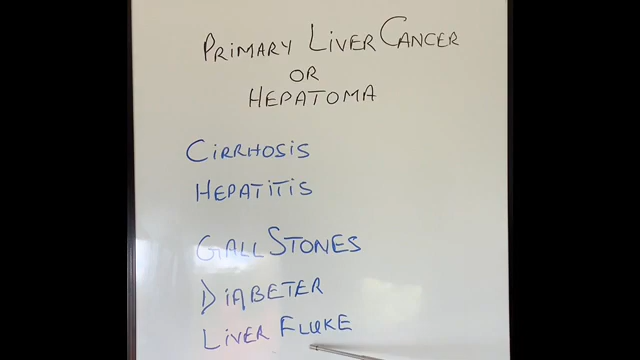 PRIMARY LIVER CANCER
OR
HEPATOMA
CIRRHOSIS
HEPATITIS
GALL STONES
DIABETER
LIVER FLUKE